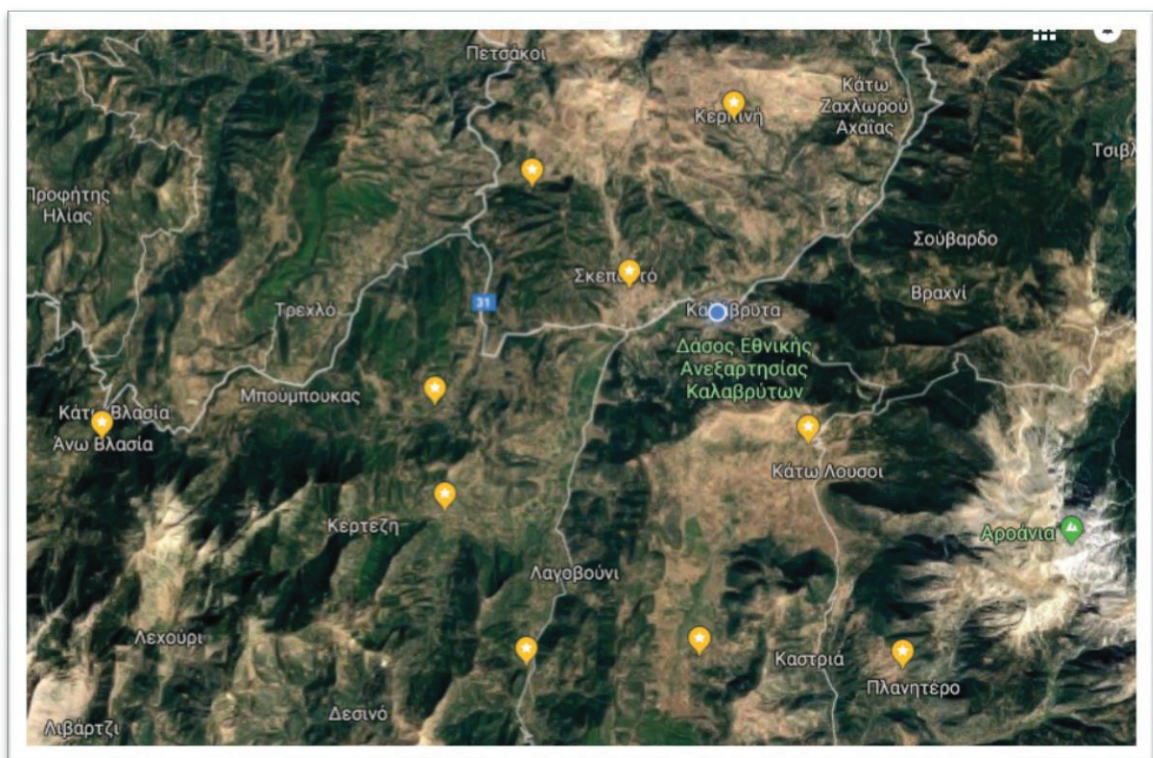 Πετσάκοι
Κάτω
Ζαχλωρού
Αχαΐας
Κερπινή
Τσιβλ
Προφήτης
Ηλίας
Σούβαρδο
Σκεπαστό
Βραχνί
Τρεχλό
31
Καλάβρυτα
Δάσος Εθνικής
Ανεξαρτησίας
Καλαβρύτων
Μπούμπουκας
Κάτω Βλασία
Άνω Βλασία
Κάτω Λουσοι
Κερτεζη
Αροάνια
Λαγοβούνι
Λεχούρι
Καστριά
Πλανητέρο
Δεσινό
Λιβάρτζι